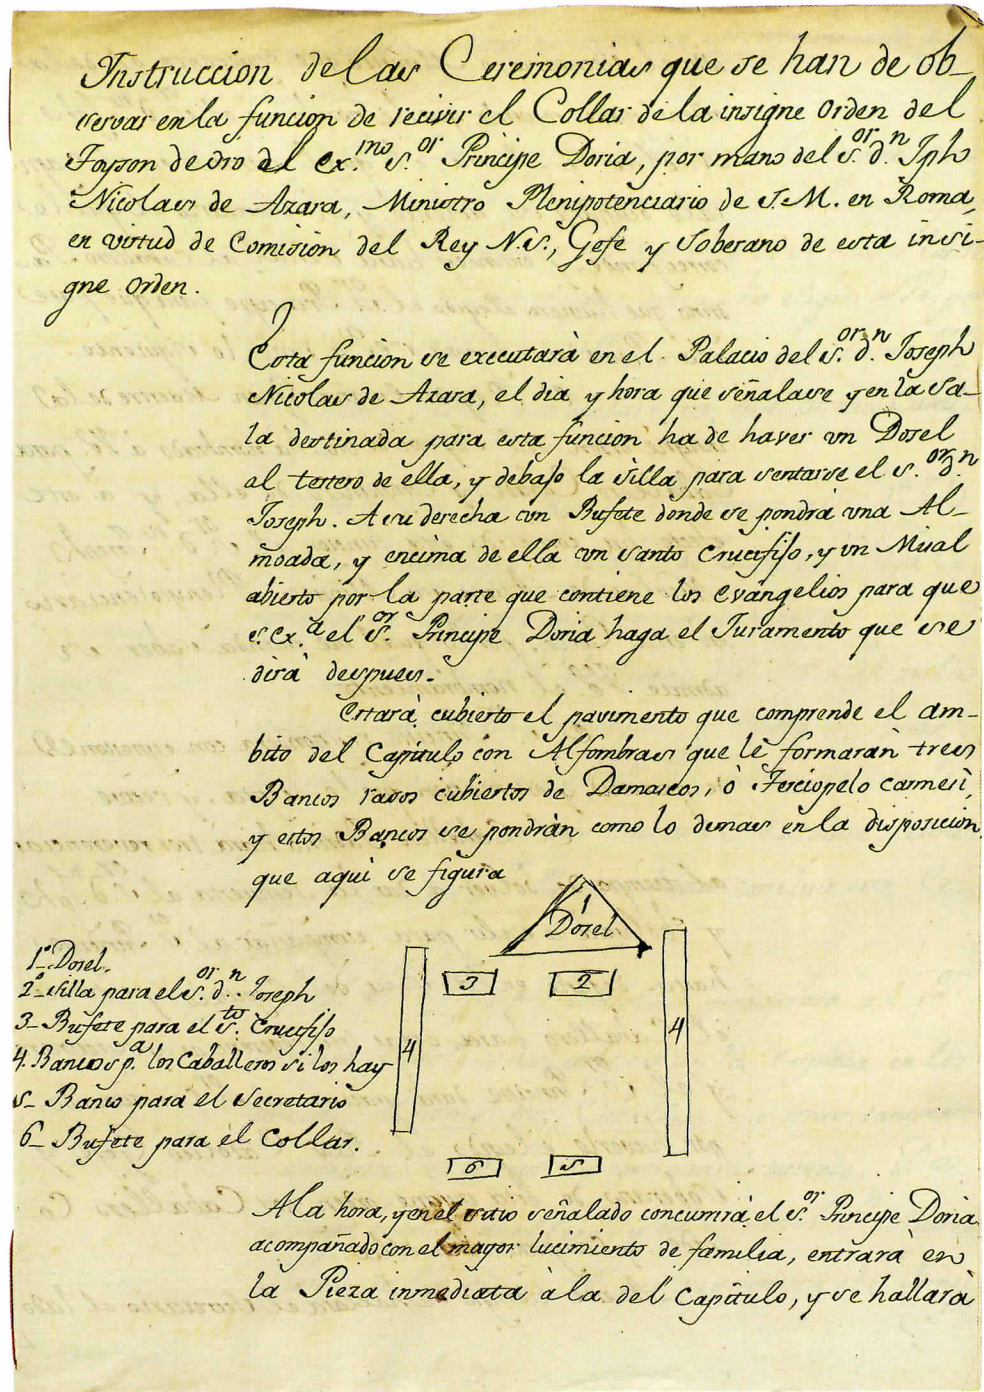 Instruccion de las Ceremonias que se han de ob-
servar en la funcion de recivir el Collar de la insigne orden del
Toyson de oro el ex.mo s.or Principe Doria, por mano del s.or d.n Jph
Nicolas de Azara, Ministro Plenipotenciario de S.M. en Roma,
en virtud de Comision del Rey N.S., Gefe y Soberano de esta insi-
gne orden.
Esta funcion se executarà en el Palacio del s.or d.n Joseph
Nicolas de Azara, el dia y hora que señalase y en la sa-
la destinada para esta funcion ha de haver un Dosel
al testero de ella, y debajo la silla para sentarse el s.or d.n
Joseph. A su derecha un Bufete donde se pondrà una Al-
moada, y encima de ella un santo Crucifijo, y un Misal
abierto por la parte que contiene los evangelios para que
s. ex.a el s.or Principe Doria haga el Juramento que se
dirà despues.
Estarà cubierto el pavimento que comprende el am-
bito del Capitulo con Alfombras que le formaràn tres
Bancos rasos cubiertos de Damascos, ò Terciopelo carmesì,
y estos Bancos se pondràn como lo demas en la disposicion
que aqui se figura
1
Dosel
1º Dosel.
2º silla para el s.or d.n Joseph
3_ Bufete para el s.to Crucifijo
4. Bancos p.a los Caballeros si los hay
5_ Banco para el Secretario
6_ Bufete para el Collar.
3
2
4
4
6
5
A la hora, y en el sitio señalado concurrirà el s.or Principe Doria
acompañado con el mayor lucimiento de familia, entrarà en
la Pieza inmediata à la del Capitulo, y se hallarà